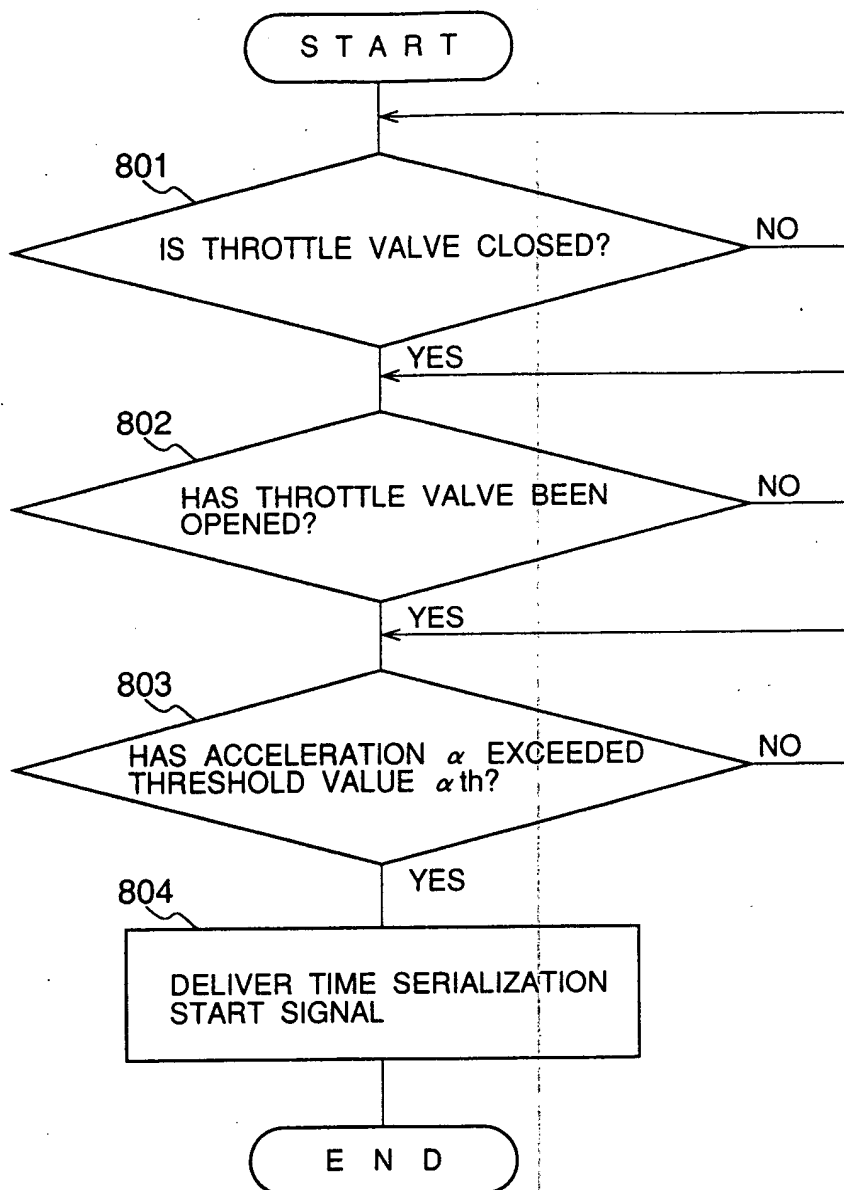 START
801
IS THROTTLE VALVE CLOSED?
NO
YES
802
HAS THROTTLE VALVE BEEN
OPENED?
NO
YES
803
HAS ACCELERATION α EXCEEDED
THRESHOLD VALUE αth?
NO
YES
804
DELIVER TIME SERIALIZATION
START SIGNAL
END